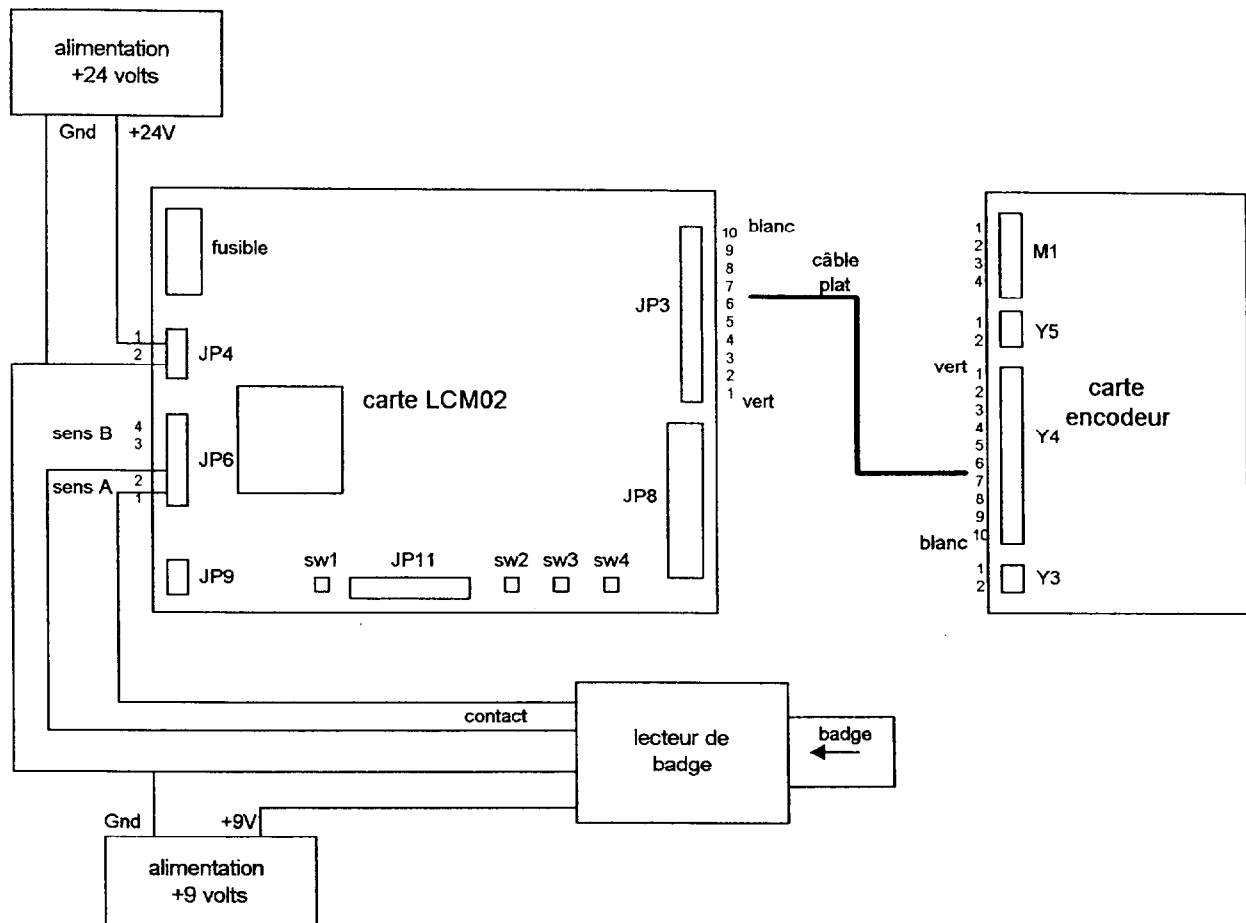 alimentation
+24 volts
Gnd
+24V
fusible
1
2
JP4
sens B
4
3
JP6
sens A
2
1
JP9
carte LCM02
sw1
JP11
sw2
sw3
sw4
JP3
10
9
8
7
6
5
4
3
2
1
blanc
vert
JP8
câble
plat
1
2
3
4
M1
1
2
Y5
vert
1
2
3
4
5
6
7
8
9
10
Y4
blanc
1
2
Y3
carte
encodeur
contact
lecteur de
badge
badge
Gnd
+9V
alimentation
+9 volts